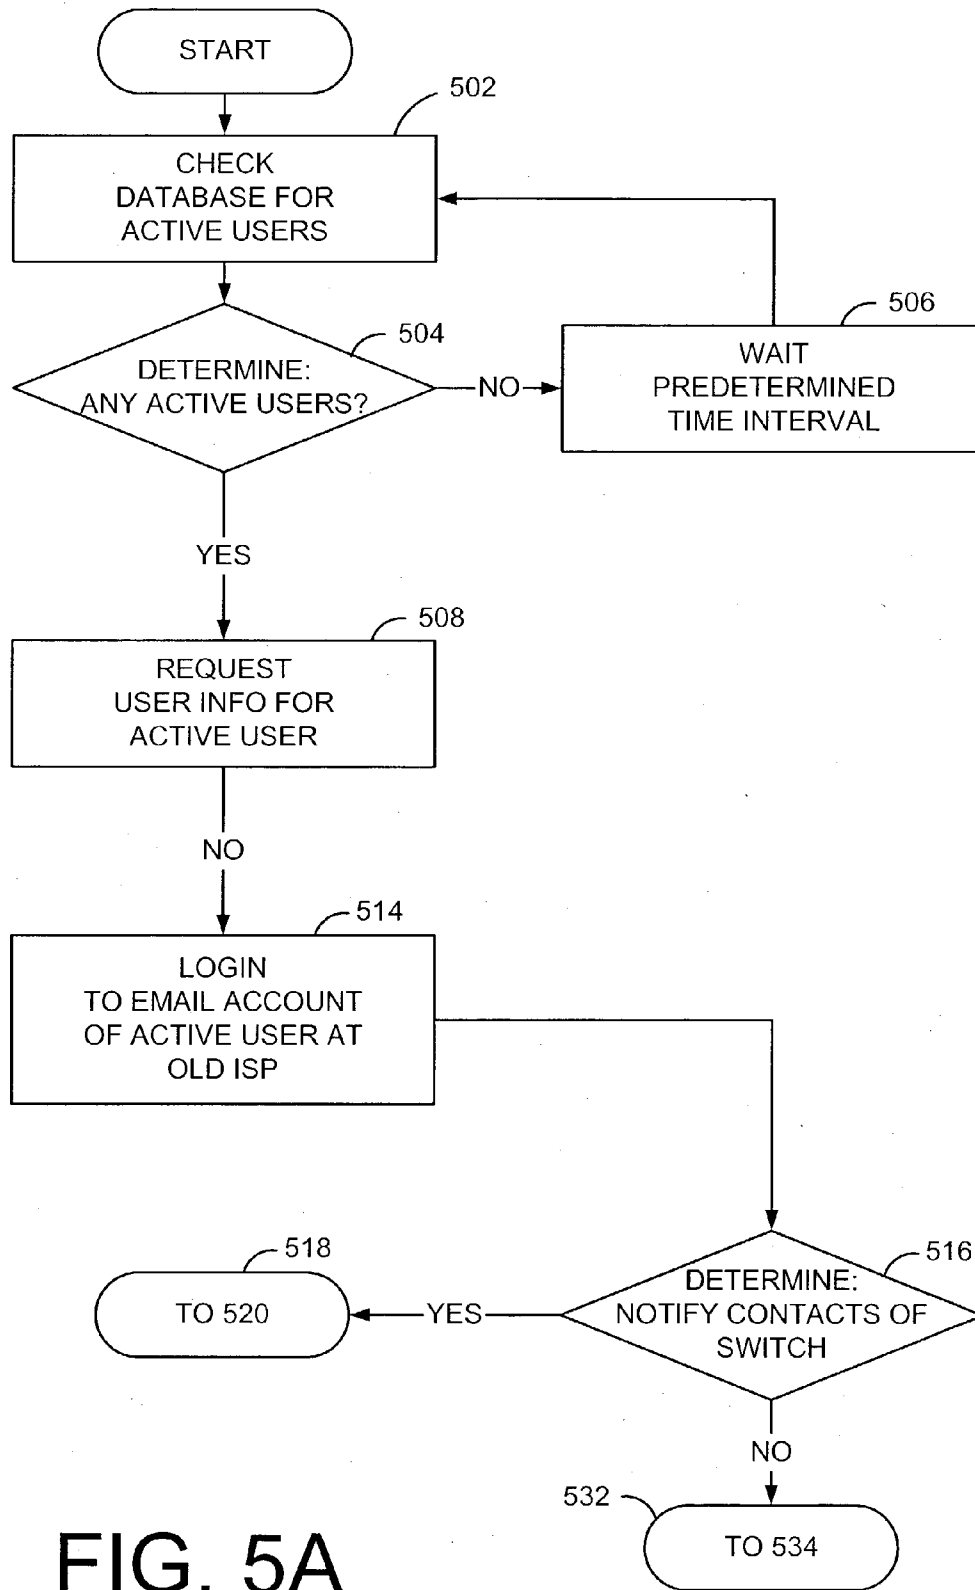 START
502
CHECK
DATABASE FOR
ACTIVE USERS
504
DETERMINE:
ANY ACTIVE USERS?
NO
506
WAIT
PREDETERMINED
TIME INTERVAL
YES
508
REQUEST
USER INFO FOR
ACTIVE USER
NO
514
LOGIN
TO EMAIL ACCOUNT
OF ACTIVE USER AT
OLD ISP
516
DETERMINE:
NOTIFY CONTACTS OF
SWITCH
YES
518
TO 520
NO
532
TO 534
FIG. 5A